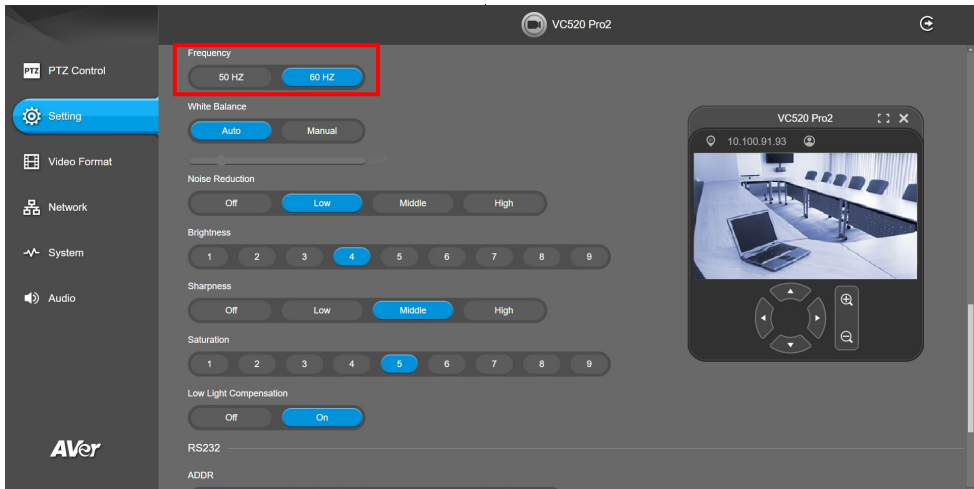 VC520 Pro2
PTZ PTZ Control
Setting
Video Format
Network
System
Audio
AVer
Frequency
50 HZ 60 HZ
White Balance
Auto Manual
Noise Reduction
Off Low Middle High
Brightness
1 2 3 4 5 6 7 8 9
Sharpness
Off Low Middle High
Saturation
1 2 3 4 5 6 7 8 9
Low Light Compensation
Off On
RS232
ADDR
VC520 Pro2
10.100.91.93